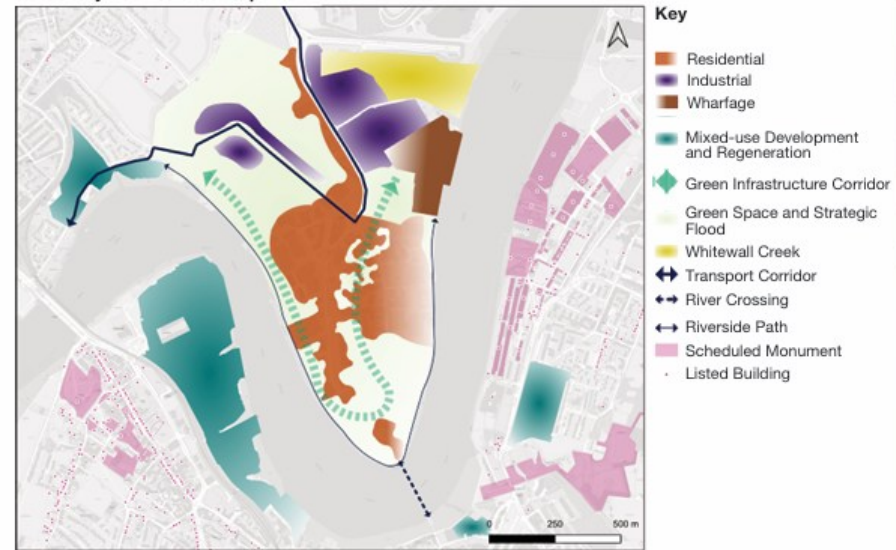 Key
Residential
Industrial
Wharfage
Mixed-use Development
and Regeneration
Green Infrastructure Corridor
Green Space and Strategic
Flood
Whitewall Creek
Transport Corridor
River Crossing
Riverside Path
Scheduled Monument
Listed Building
0 250 500 m